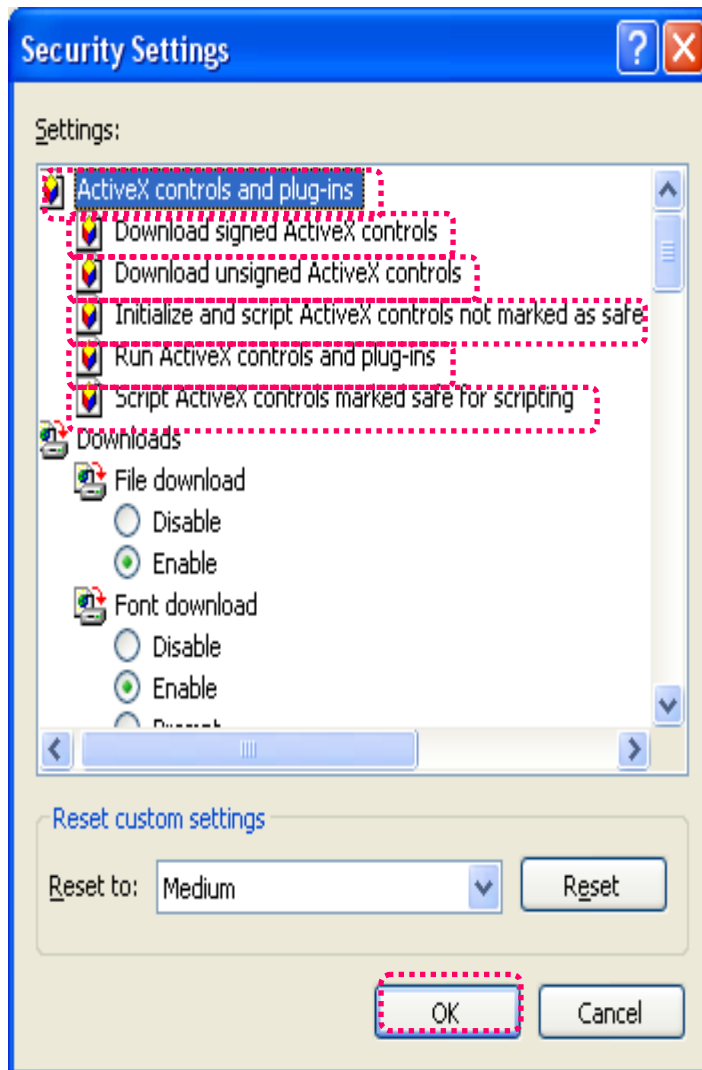 Security Settings
Settings:
ActiveX controls and plug-ins
Download signed ActiveX controls
Download unsigned ActiveX controls
Initialize and script ActiveX controls not marked as safe
Run ActiveX controls and plug-ins
Script ActiveX controls marked safe for scripting
Downloads
File download
Disable
Enable
Font download
Disable
Enable
Reset custom settings
Reset to: Medium Reset
OK Cancel